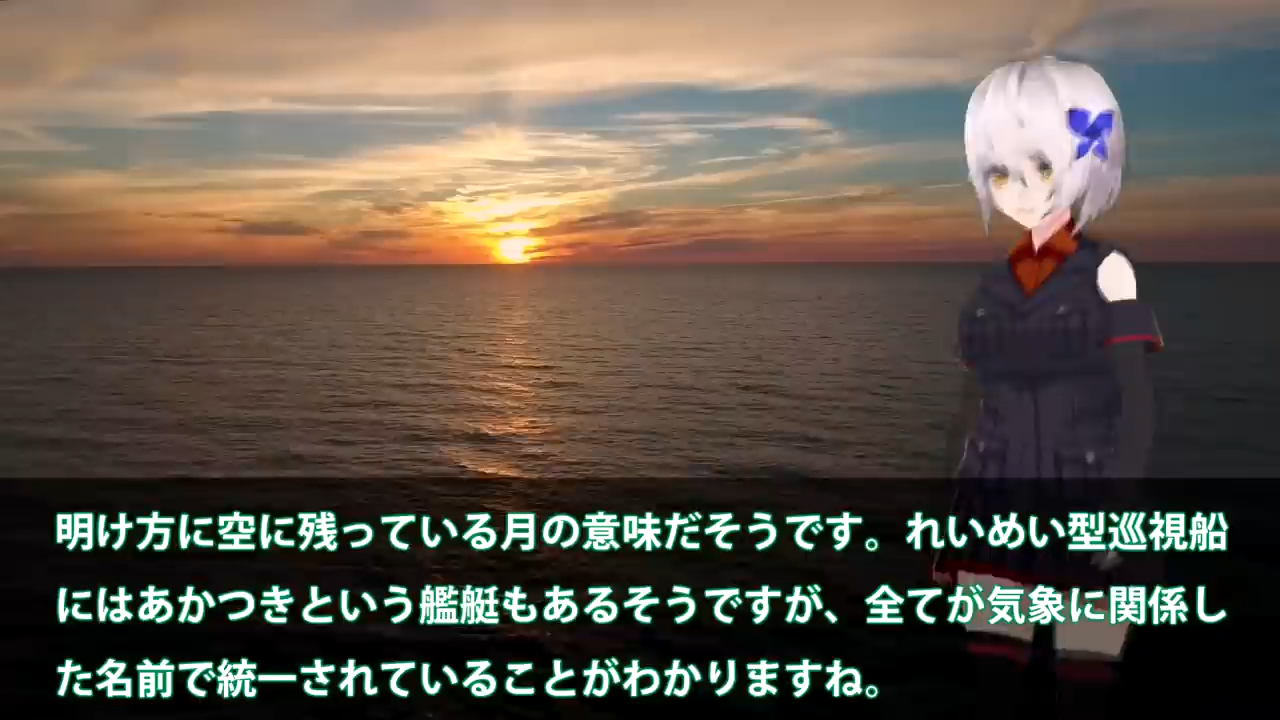 明け方に空に残っている月の意味だそうです。れいめい型巡視船
にはあかつきという艦艇もあるそうですが、全てが気象に関係し
た名前で統一されていることがわかりますね。